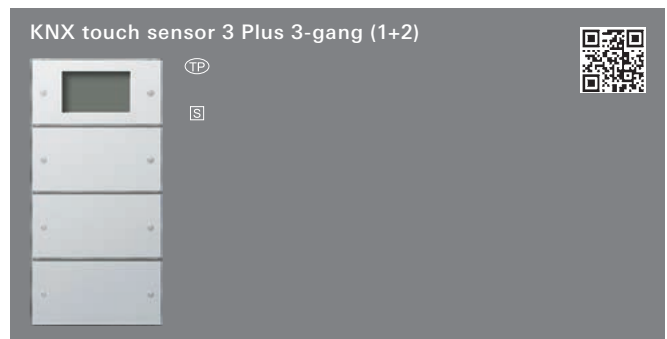 KNX touch sensor 3 Plus 3-gang (1+2)
TP
S